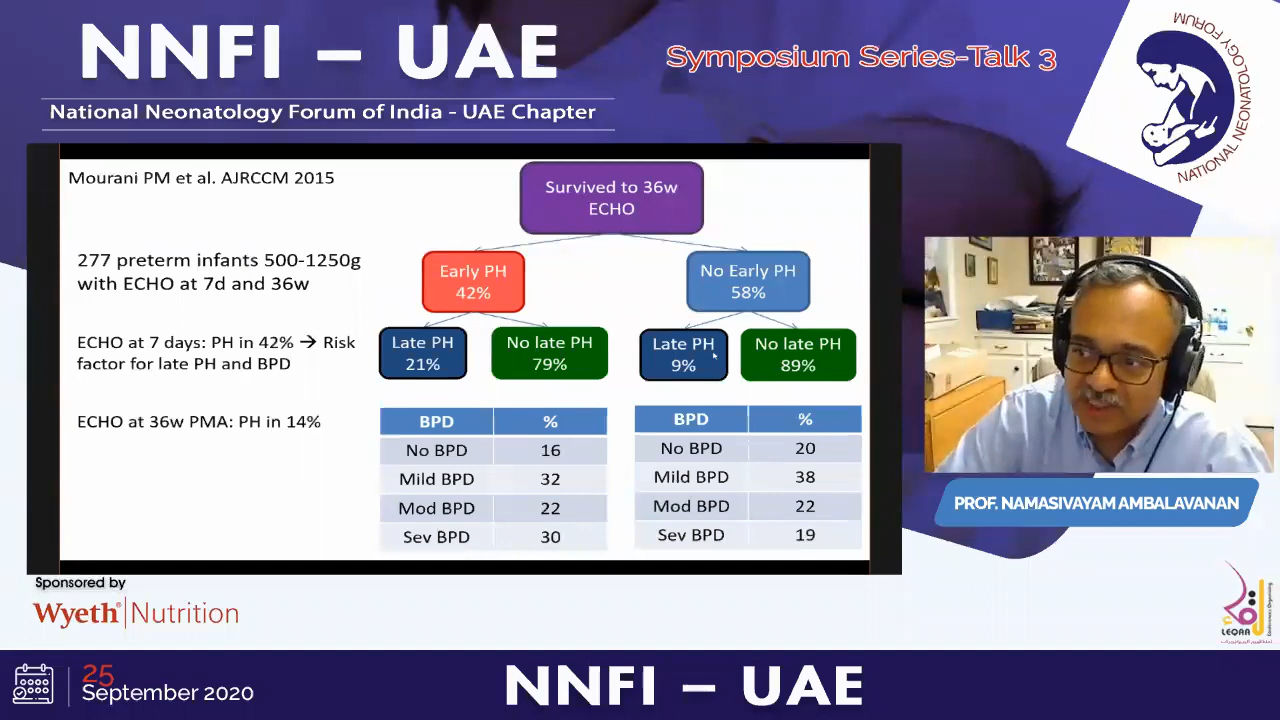 NNFI – UAE
National Neonatology Forum of India - UAE Chapter
Symposium Series-Talk 3
NATIONAL NEONATOLOGY FORUM
Mourani PM et al. AJRCCM 2015
277 preterm infants 500-1250g
with ECHO at 7d and 36w
ECHO at 7 days: PH in 42% → Risk
factor for late PH and BPD
ECHO at 36w PMA: PH in 14%
Survived to 36w
ECHO
Early PH
42%
No Early PH
58%
Late PH
21%
No late PH
79%
Late PH
9%
No late PH
89%
BPD %
No BPD 16
Mild BPD 32
Mod BPD 22
Sev BPD 30
BPD %
No BPD 20
Mild BPD 38
Mod BPD 22
Sev BPD 19
PROF. NAMASIVAYAM AMBALAVANAN
Sponsored by
Wyeth® Nutrition
LEQAA
25
September 2020
NNFI – UAE